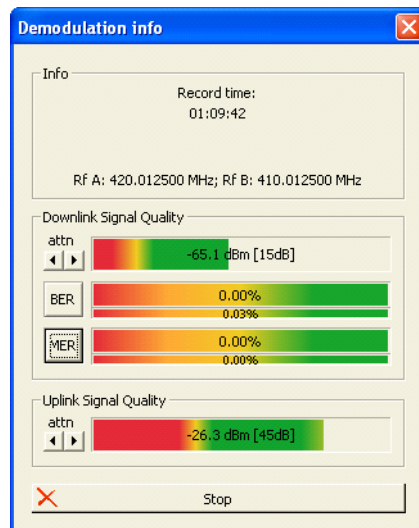 Demodulation info
Info
Record time:
01:09:42
Rf A: 420.012500 MHz; Rf B: 410.012500 MHz
Downlink Signal Quality
attn
-65.1 dBm [15dB]
BER
0.00%
0.03%
MER
0.00%
0.00%
Uplink Signal Quality
attn
-26.3 dBm [45dB]
Stop